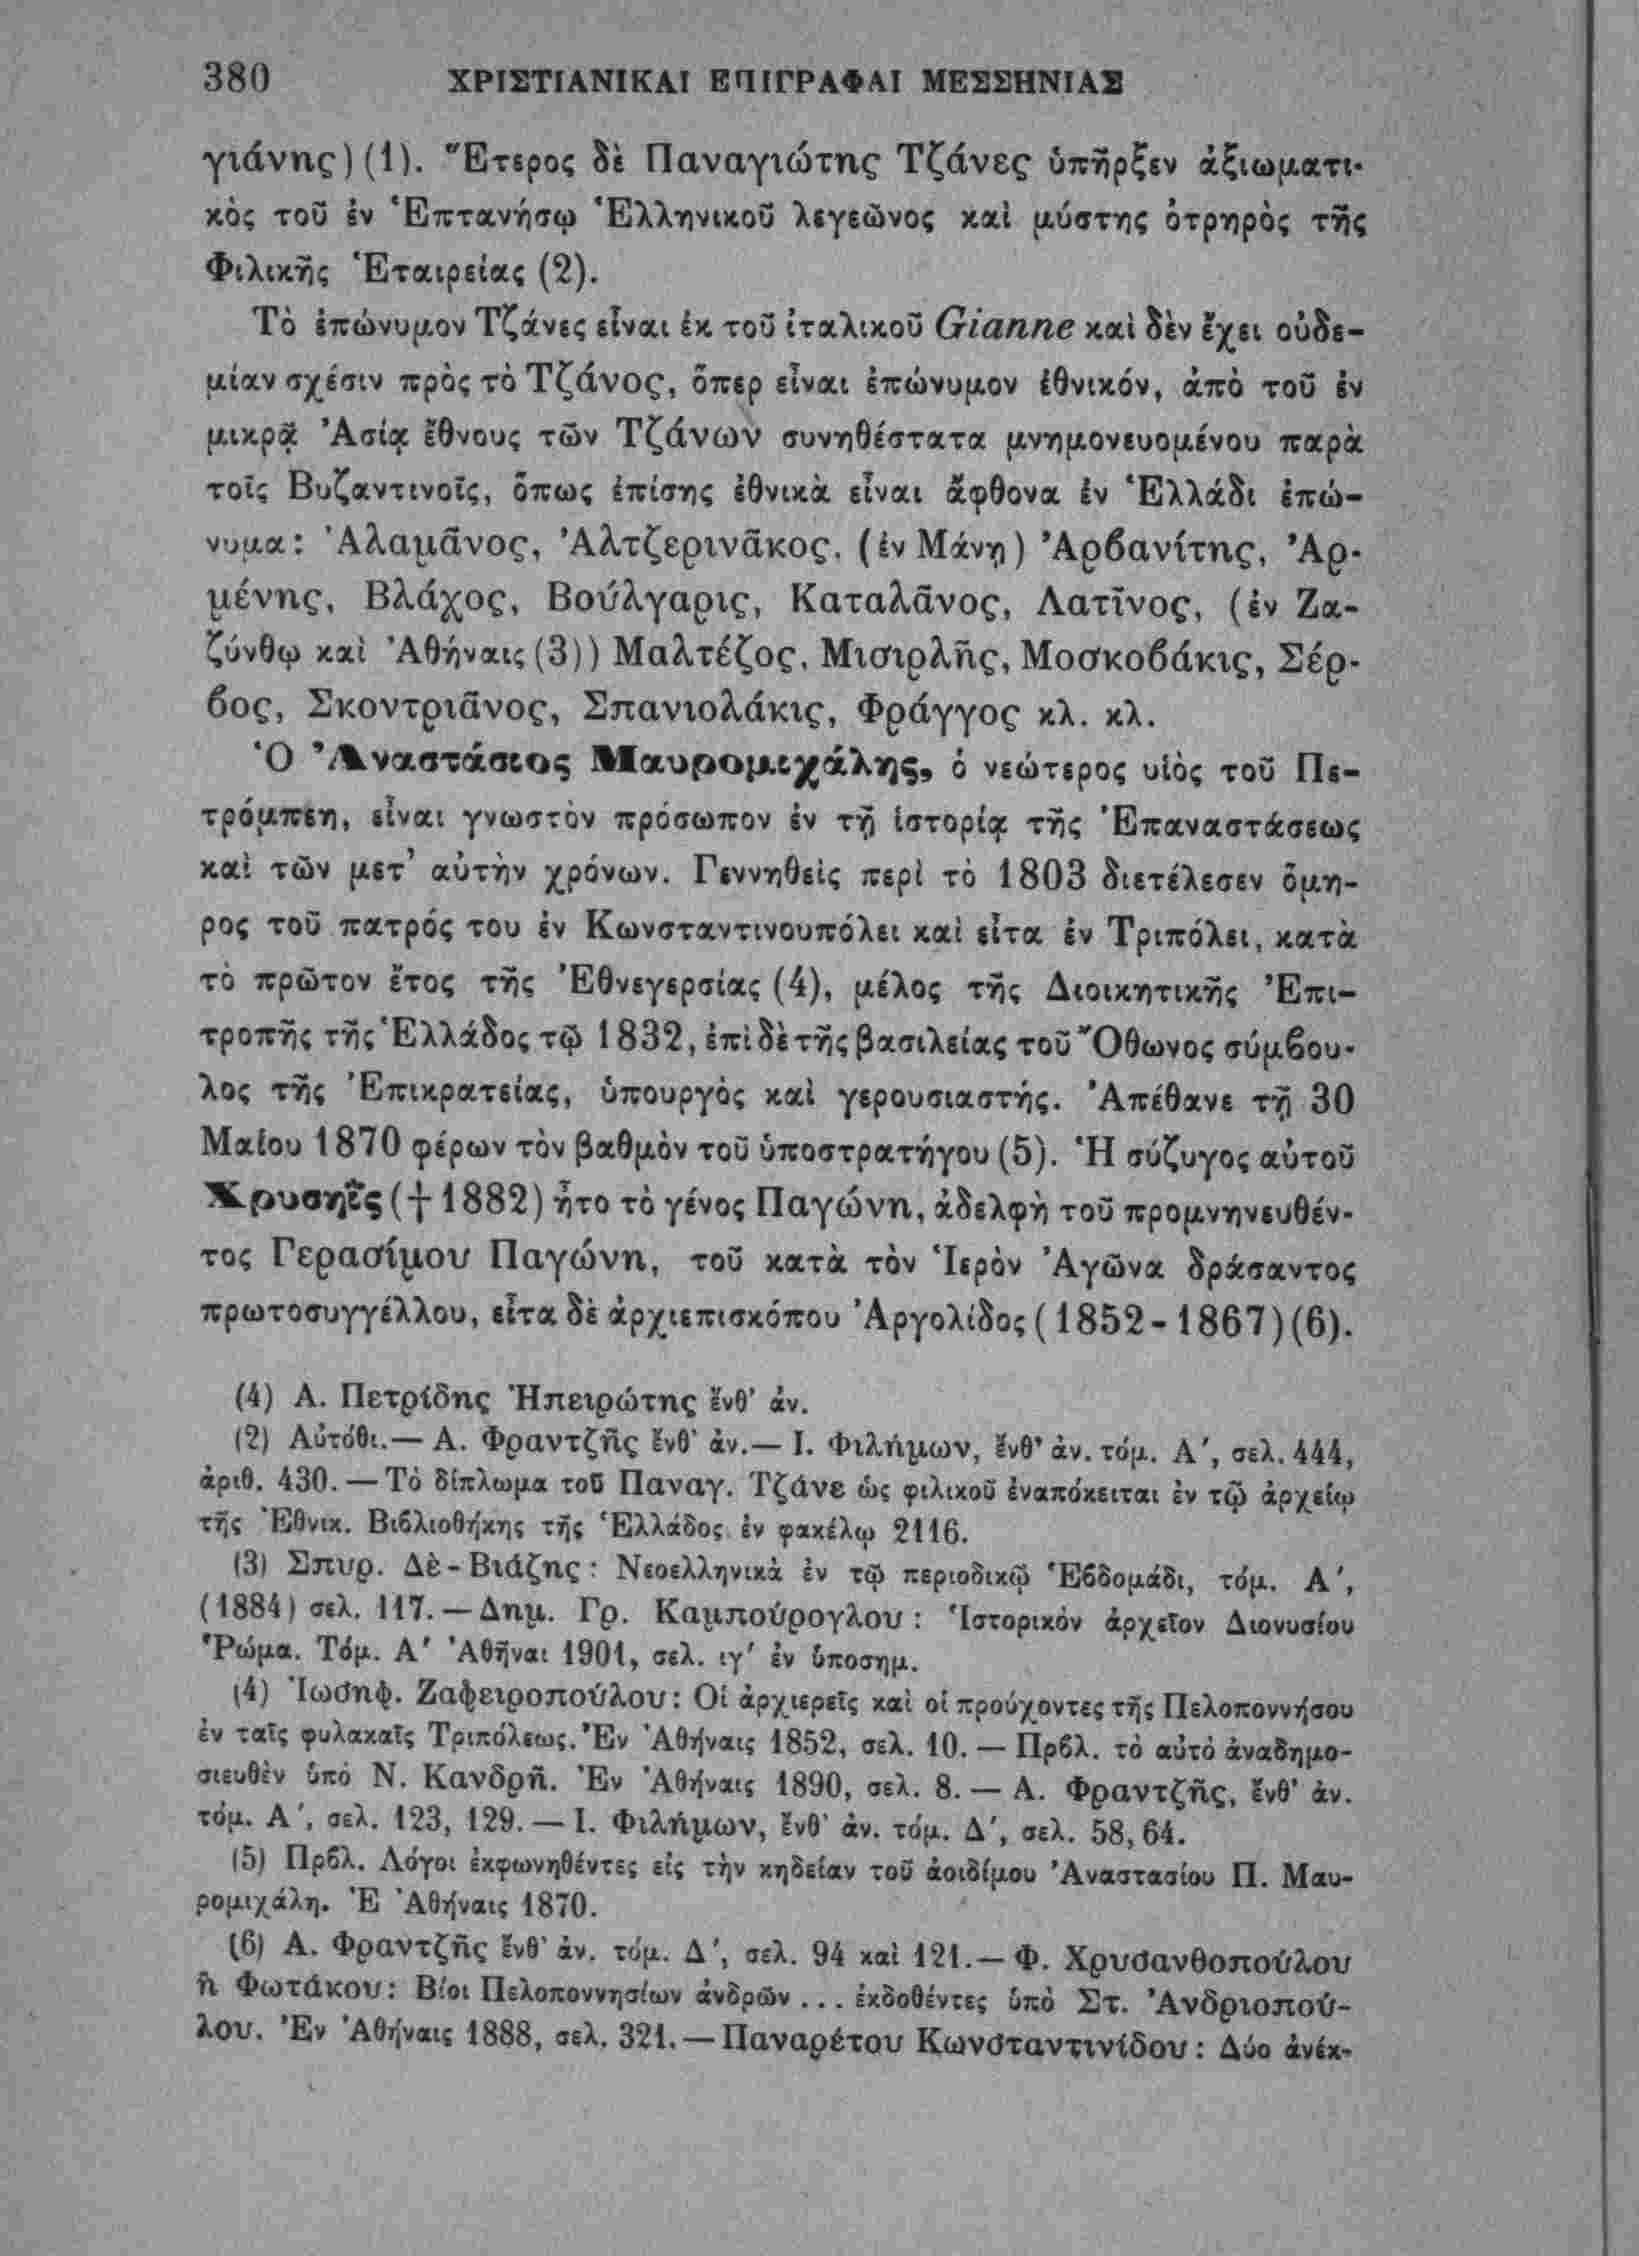 380 ΧΡΙΣΤΙΑΝΙΚΑΙ ΕΠΙΓΡΑΦΑΙ ΜΕΣΣΗΝΙΑΣ
γιάνης) (1). Ἕτερος δὲ Παναγιώτης Τζάνες ὑπῆρξεν ἀξιωματι-
κὸς τοῦ ἐν Ἑπτανήσῳ Ἑλληνικοῦ λεγεῶνος καὶ μύστης ὀτρηρὸς τῆς
Φιλικῆς Ἑταιρείας (2).
Τὸ ἐπώνυμον Τζάνες εἶναι ἐκ τοῦ ἰταλικοῦ Gianne καὶ δὲν ἔχει οὐδε-
μίαν σχέσιν πρὸς τὸ Τζάνος, ὅπερ εἶναι ἐπώνυμον ἐθνικόν, ἀπὸ τοῦ ἐν
μικρᾷ Ἀσίᾳ ἔθνους τῶν Τζάνων συνηθέστατα μνημονευομένου παρὰ
τοῖς Βυζαντινοῖς, ὅπως ἐπίσης ἐθνικὰ εἶναι ἄφθονα ἐν Ἑλλάδι ἐπώ-
νυμα: Ἀλαμᾶνος, Ἀλτζερινᾶκος, (ἐν Μάνῃ) Ἀρβανίτης, Ἀρ-
μένης, Βλάχος, Βούλγαρις, Καταλᾶνος, Λατῖνος, (ἐν Ζα-
ζύνθῳ καὶ Ἀθήναις (3)) Μαλτέζος, Μισιρλῆς, Μοσκοβάκις, Σέρ-
βος, Σκοντριᾶνος, Σπανιολάκις, Φράγγος κλ. κλ.
Ὁ Ἀναστάσιος Μαυρομιχάλης, ὁ νεώτερος υἱὸς τοῦ Πε-
τρόμπεη, εἶναι γνωστὸν πρόσωπον ἐν τῇ ἱστορίᾳ τῆς Ἐπαναστάσεως
καὶ τῶν μετ’ αὐτὴν χρόνων. Γεννηθεὶς περὶ τὸ 1803 διετέλεσεν ὅμη-
ρος τοῦ πατρός του ἐν Κωνσταντινουπόλει καὶ εἶτα ἐν Τριπόλει, κατὰ
τὸ πρῶτον ἔτος τῆς Ἐθνεγερσίας (4), μέλος τῆς Διοικητικῆς Ἐπι-
τροπῆς τῆς Ἑλλάδος τῷ 1832, ἐπὶ δὲ τῆς βασιλείας τοῦ Ὄθωνος σύμβου-
λος τῆς Ἐπικρατείας, ὑπουργὸς καὶ γερουσιαστής. Ἀπέθανε τῇ 30
Μαΐου 1870 φέρων τὸν βαθμὸν τοῦ ὑποστρατήγου (5). Ἡ σύζυγος αὐτοῦ
Χρυσηῒς († 1882) ἦτο τὸ γένος Παγώνη, ἀδελφὴ τοῦ προμνηνευθέν-
τος Γερασίμου Παγώνη, τοῦ κατὰ τὸν Ἱερὸν Ἀγῶνα δράσαντος
πρωτοσυγγέλλου, εἶτα δὲ ἀρχιεπισκόπου Ἀργολίδος (1852-1867) (6).
(4) Α. Πετρίδης Ἠπειρώτης ἔνθ’ ἀν.
(2) Αὐτόθι.— Α. Φραντζῆς ἔνθ’ ἀν.— Ι. Φιλήμων, ἔνθ’ ἀν. τόμ. Α΄, σελ. 444,
ἀριθ. 430. — Τὸ δίπλωμα τοῦ Παναγ. Τζάνε ὡς φιλικοῦ ἐναπόκειται ἐν τῷ ἀρχείῳ
τῆς Ἐθνικ. Βιβλιοθήκης τῆς Ἑλλάδος ἐν φακέλῳ 2116.
(3) Σπυρ. Δὲ-Βιάζης: Νεοελληνικὰ ἐν τῷ περιοδικῷ Ἑβδομάδι, τόμ. Α΄,
(1884) σελ. 117. — Δημ. Γρ. Καμπούρογλου: Ἱστορικὸν ἀρχεῖον Διονυσίου
Ῥώμα. Τόμ. Α΄ Ἀθῆναι 1901, σελ. ιγ΄ ἐν ὑποσημ.
(4) Ἰωσηφ. Ζαφειροπούλου: Οἱ ἀρχιερεῖς καὶ οἱ προύχοντες τῆς Πελοποννήσου
ἐν ταῖς φυλακαῖς Τριπόλεως. Ἐν Ἀθήναις 1852, σελ. 10. — Πρβλ. τὸ αὐτὸ ἀναδημο-
σιευθὲν ὑπὸ Ν. Κανδρῆ. Ἐν Ἀθήναις 1890, σελ. 8. — Α. Φραντζῆς, ἔνθ’ ἀν.
τόμ. Α΄, σελ. 123, 129. — Ι. Φιλήμων, ἔνθ’ ἀν. τόμ. Δ΄, σελ. 58, 64.
(5) Πρβλ. Λόγοι ἐκφωνηθέντες εἰς τὴν κηδείαν τοῦ ἀοιδίμου Ἀναστασίου Π. Μαυ-
ρομιχάλη. Ἐ Ἀθήναις 1870.
(6) Α. Φραντζῆς ἔνθ’ ἀν. τόμ. Δ΄, σελ. 94 καὶ 121.— Φ. Χρυσανθοπούλου
ἢ Φωτάκου: Βίοι Πελοποννησίων ἀνδρῶν ... ἐκδοθέντες ὑπὸ Στ. Ἀνδριοπού-
λου. Ἐν Ἀθήναις 1888, σελ. 321. — Παναρέτου Κωνσταντινίδου: Δύο ἀνέκ-